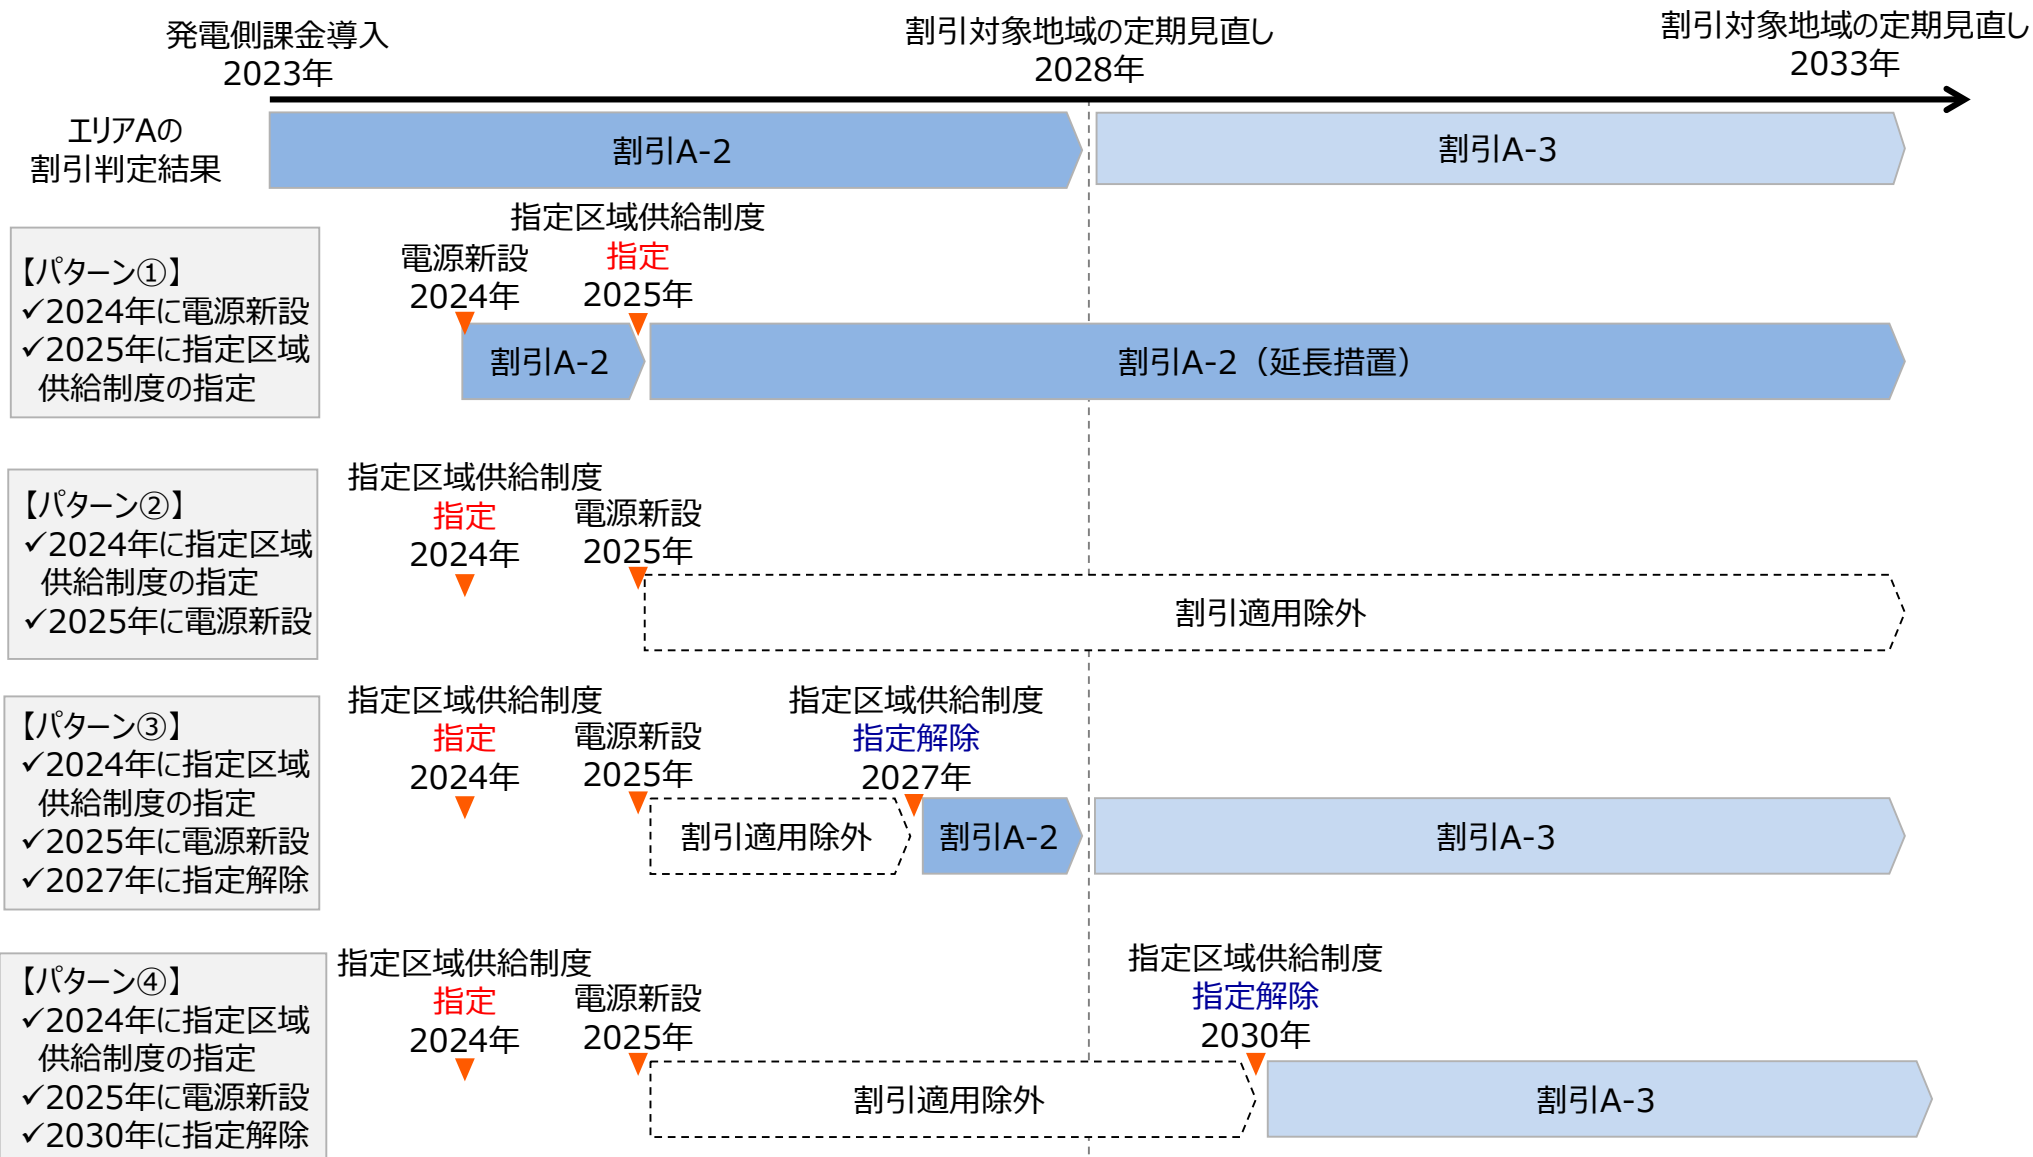 発電側課金導入
2023年
割引対象地域の定期見直し
2028年
割引対象地域の定期見直し
2033年
エリアAの
割引判定結果
割引A-2
割引A-3
【パターン①】
✓2024年に電源新設
✓2025年に指定区域
供給制度の指定
電源新設
2024年
指定区域供給制度
指定
2025年
割引A-2
割引A-2（延長措置）
【パターン②】
✓2024年に指定区域
供給制度の指定
✓2025年に電源新設
指定区域供給制度
指定
2024年
電源新設
2025年
割引適用除外
【パターン③】
✓2024年に指定区域
供給制度の指定
✓2025年に電源新設
✓2027年に指定解除
指定区域供給制度
指定
2024年
電源新設
2025年
指定区域供給制度
指定解除
2027年
割引適用除外
割引A-2
割引A-3
【パターン④】
✓2024年に指定区域
供給制度の指定
✓2025年に電源新設
✓2030年に指定解除
指定区域供給制度
指定
2024年
電源新設
2025年
指定区域供給制度
指定解除
2030年
割引適用除外
割引A-3